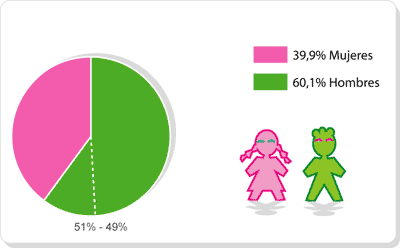 39,9% Mujeres
60,1% Hombres
51% - 49%